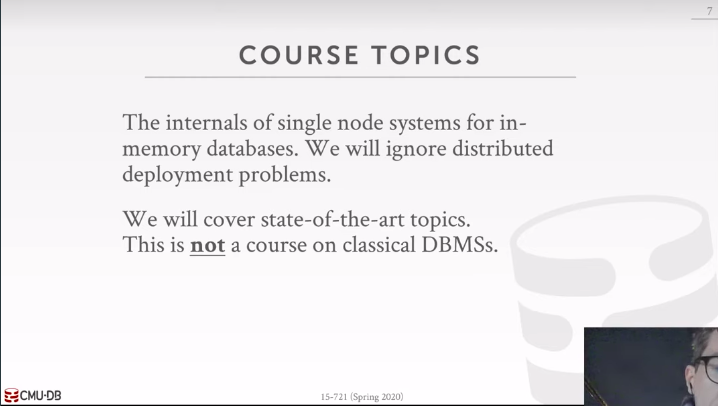 7
COURSE TOPICS
The internals of single node systems for in-
memory databases. We will ignore distributed
deployment problems.
We will cover state-of-the-art topics.
This is not a course on classical DBMSs.
CMU·DB
15-721 (Spring 2020)